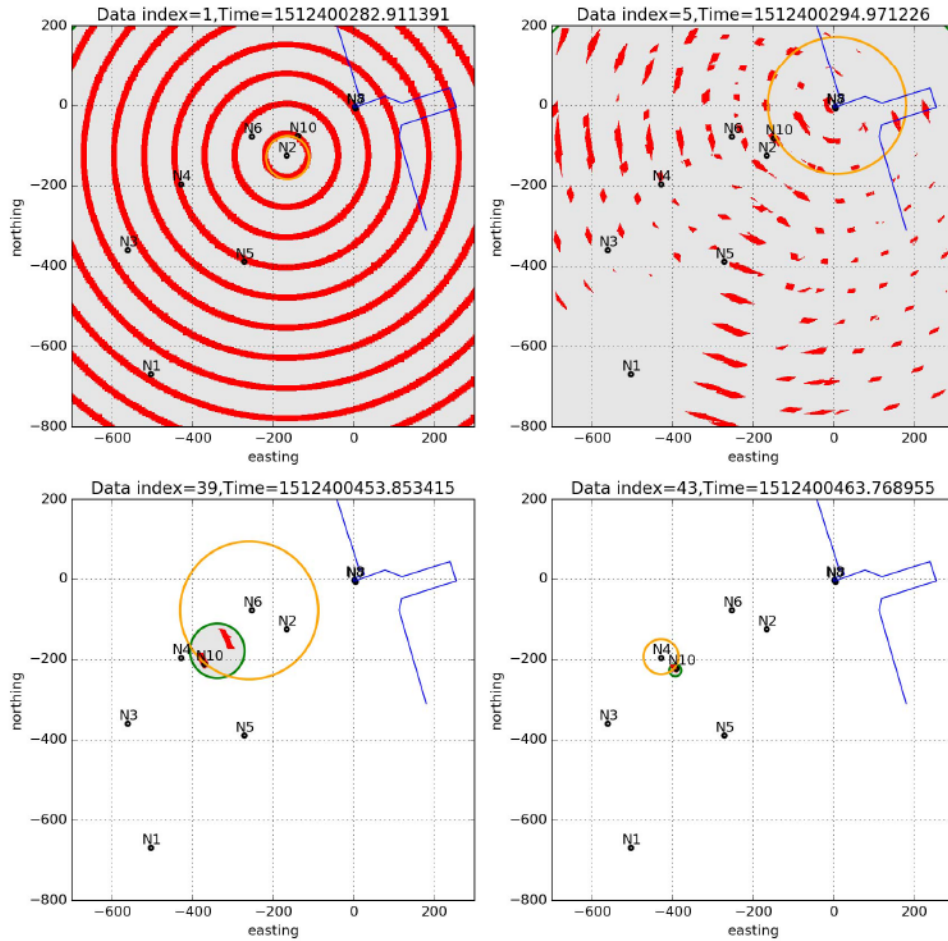 Data index=1,Time=1512400282.911391
200
0
N6
N10
N2
−200
N4
N3
N5
−400
−600
N1
−800
−600
−400
−200
0
200
northing
easting
Data index=5,Time=1512400294.971226
200
0
N6
N10
N2
−200
N4
N3
N5
−400
−600
N1
−800
−600
−400
−200
0
200
northing
easting
Data index=39,Time=1512400453.853415
200
0
N6
N2
−200
N4
N10
N3
N5
−400
−600
N1
−800
−600
−400
−200
0
200
northing
easting
Data index=43,Time=1512400463.768955
200
0
N6
N2
−200
N4
N10
N3
N5
−400
−600
N1
−800
−600
−400
−200
0
200
northing
easting